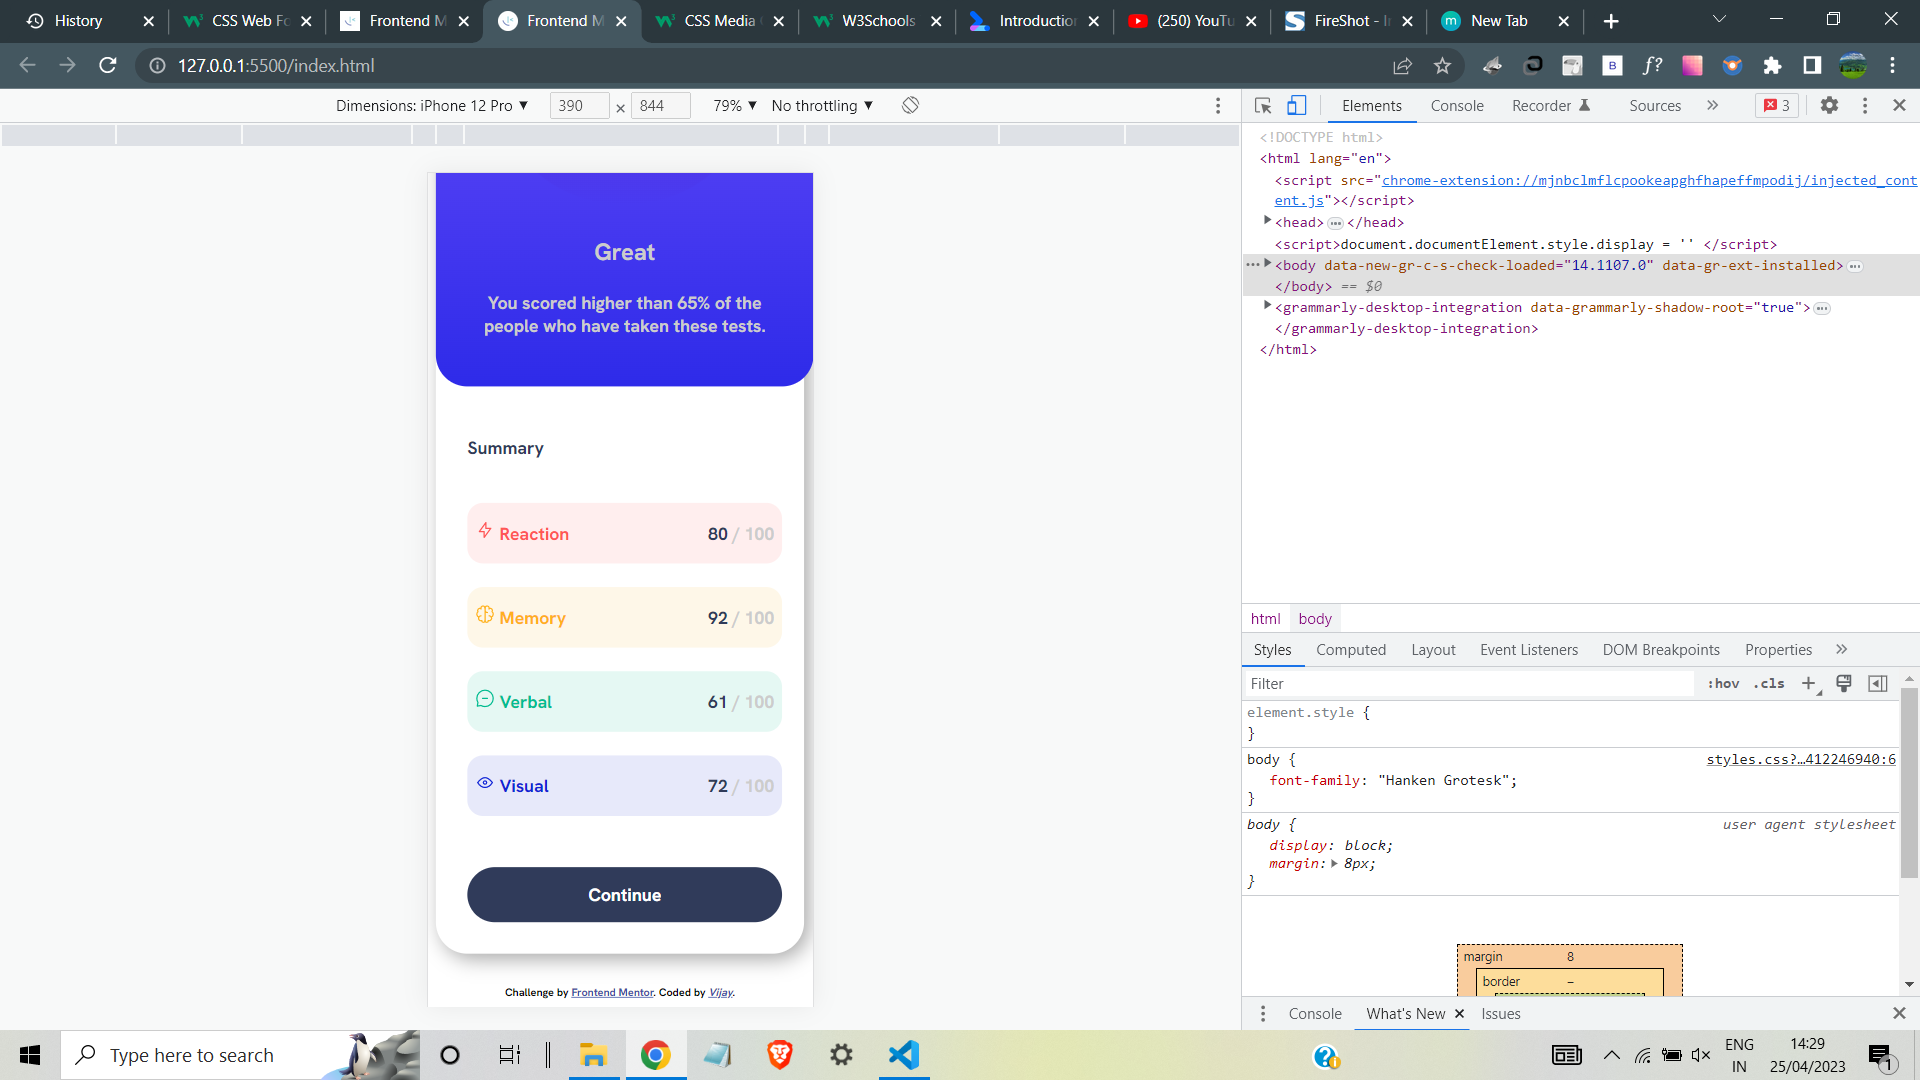 History
CSS Web Fo
Frontend M
Frontend M
CSS Media
W3Schools
Introduction
(250) YouTu
FireShot - I
New Tab
127.0.0.1:5500/index.html
Dimensions: iPhone 12 Pro ▼
390 × 844
79% ▼
No throttling ▼
Elements
Console
Recorder
Sources
»
3
Great
You scored higher than 65% of the
people who have taken these tests.
Summary
Reaction 80 / 100
Memory 92 / 100
Verbal 61 / 100
Visual 72 / 100
Continue
Challenge by Frontend Mentor. Coded by Vijay.
<!DOCTYPE html>
<html lang="en">
<script src="chrome-extension://mjnbclmflcpookeapghfhapeffmpodij/injected_cont
ent.js"></script>
<head>…</head>
<script>document.documentElement.style.display = '' </script>
<body data-new-gr-c-s-check-loaded="14.1107.0" data-gr-ext-installed>…
</body> == $0
<grammarly-desktop-integration data-grammarly-shadow-root="true">…
</grammarly-desktop-integration>
</html>
html body
Styles
Computed
Layout
Event Listeners
DOM Breakpoints
Properties
»
Filter
:hov .cls +
element.style {
}
body { styles.css?…412246940:6
font-family: "Hanken Grotesk";
}
body { user agent stylesheet
display: block;
margin: 8px;
}
margin 8
border –
Console
What's New
Issues
Type here to search
ENG
IN
14:29
25/04/2023
1